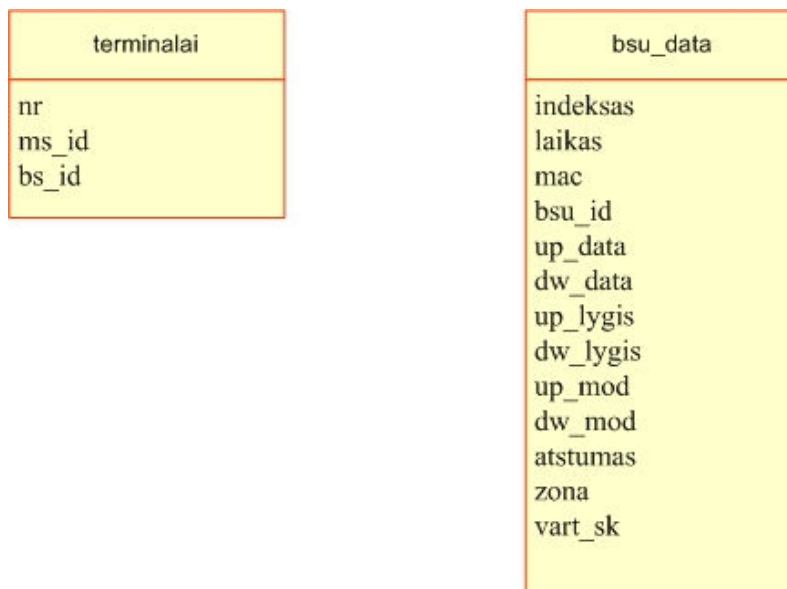 terminalai
nr
ms_id
bs_id
bsu_data
indeksas
laikas
mac
bsu_id
up_data
dw_data
up_lygis
dw_lygis
up_mod
dw_mod
atstumas
zona
vart_sk